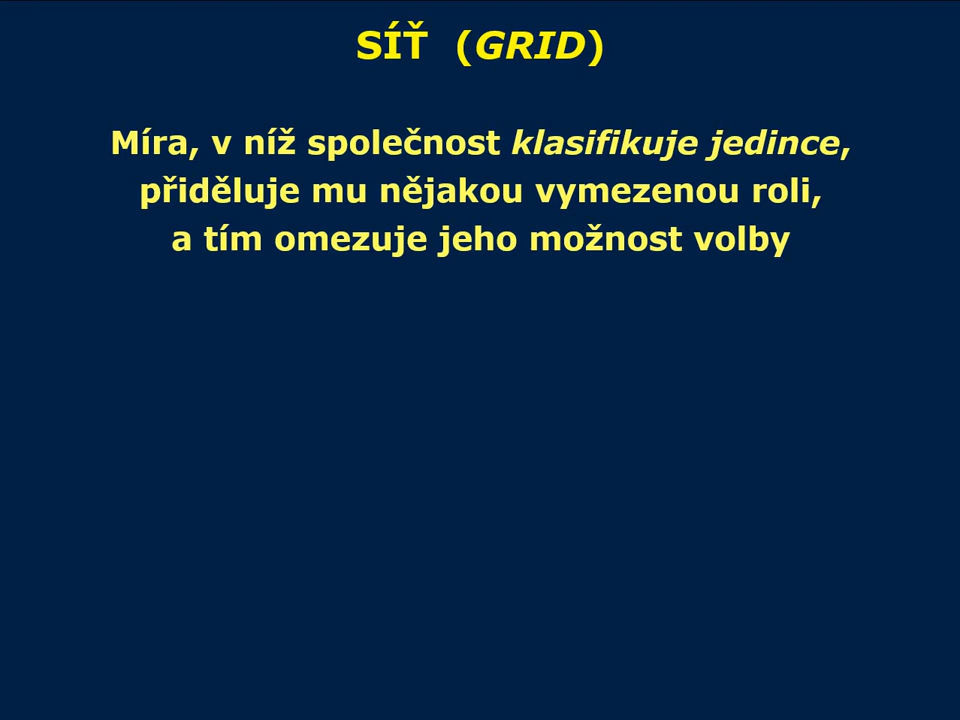 SÍŤ (GRID)
Míra, v níž společnost klasifikuje jedince,
přiděluje mu nějakou vymezenou roli,
a tím omezuje jeho možnost volby